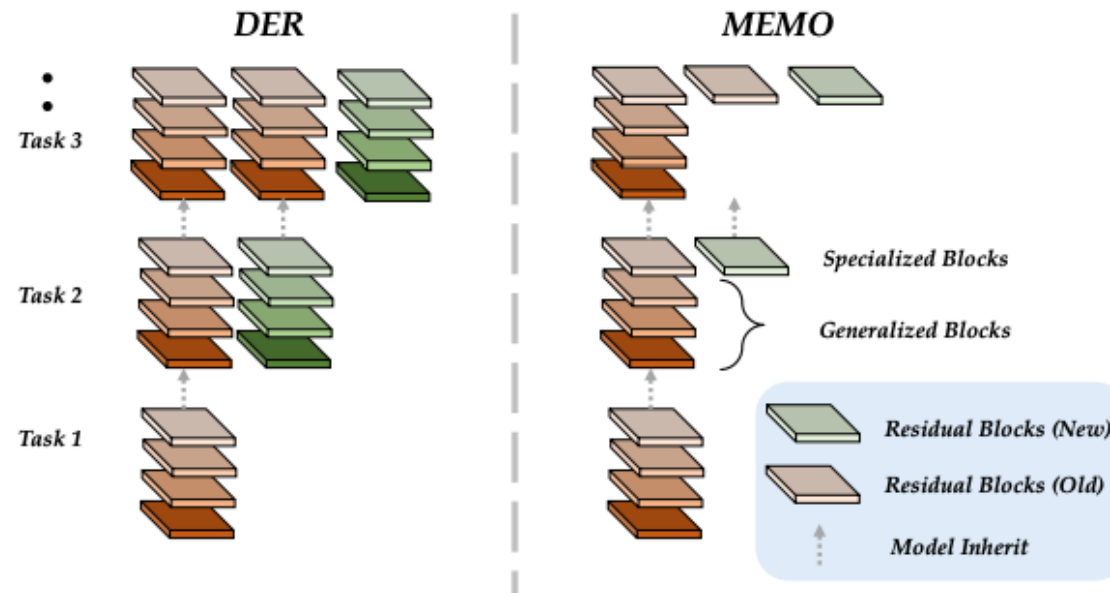 DER
MEMO
Task 3
Task 2
Specialized Blocks
Generalized Blocks
Task 1
Residual Blocks (New)
Residual Blocks (Old)
Model Inherit